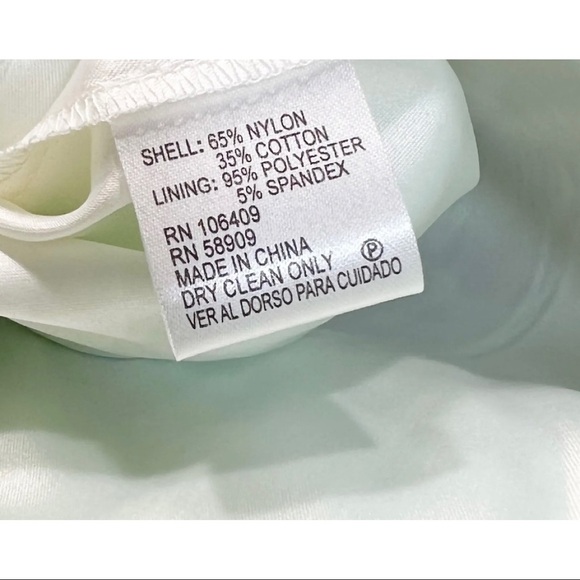 SHELL: 65% NYLON
35% COTTON
LINING: 95% POLYESTER
5% SPANDEX
RN 106409
RN 58909
MADE IN CHINA
DRY CLEAN ONLY P
VER AL DORSO PARA CUIDADO